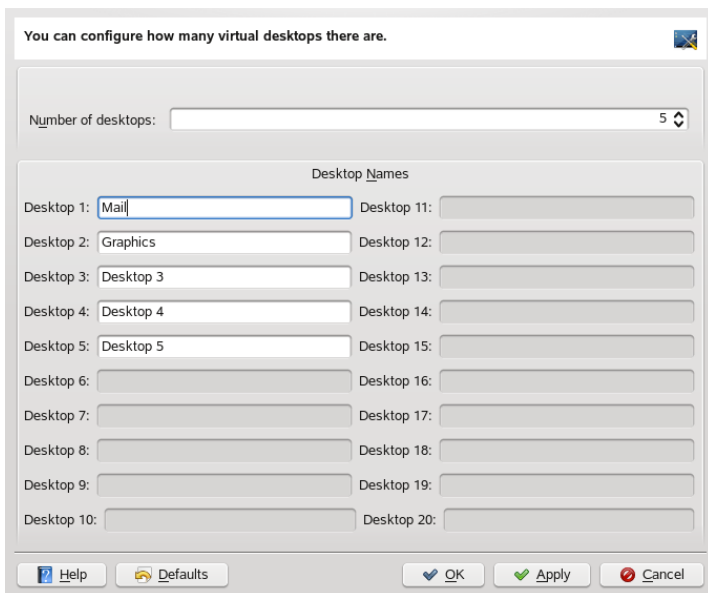 You can configure how many virtual desktops there are.
Number of desktops: 5
Desktop Names
Desktop 1: Mail Desktop 11:
Desktop 2: Graphics Desktop 12:
Desktop 3: Desktop 3 Desktop 13:
Desktop 4: Desktop 4 Desktop 14:
Desktop 5: Desktop 5 Desktop 15:
Desktop 6: Desktop 16:
Desktop 7: Desktop 17:
Desktop 8: Desktop 18:
Desktop 9: Desktop 19:
Desktop 10: Desktop 20:
Help Defaults OK Apply Cancel